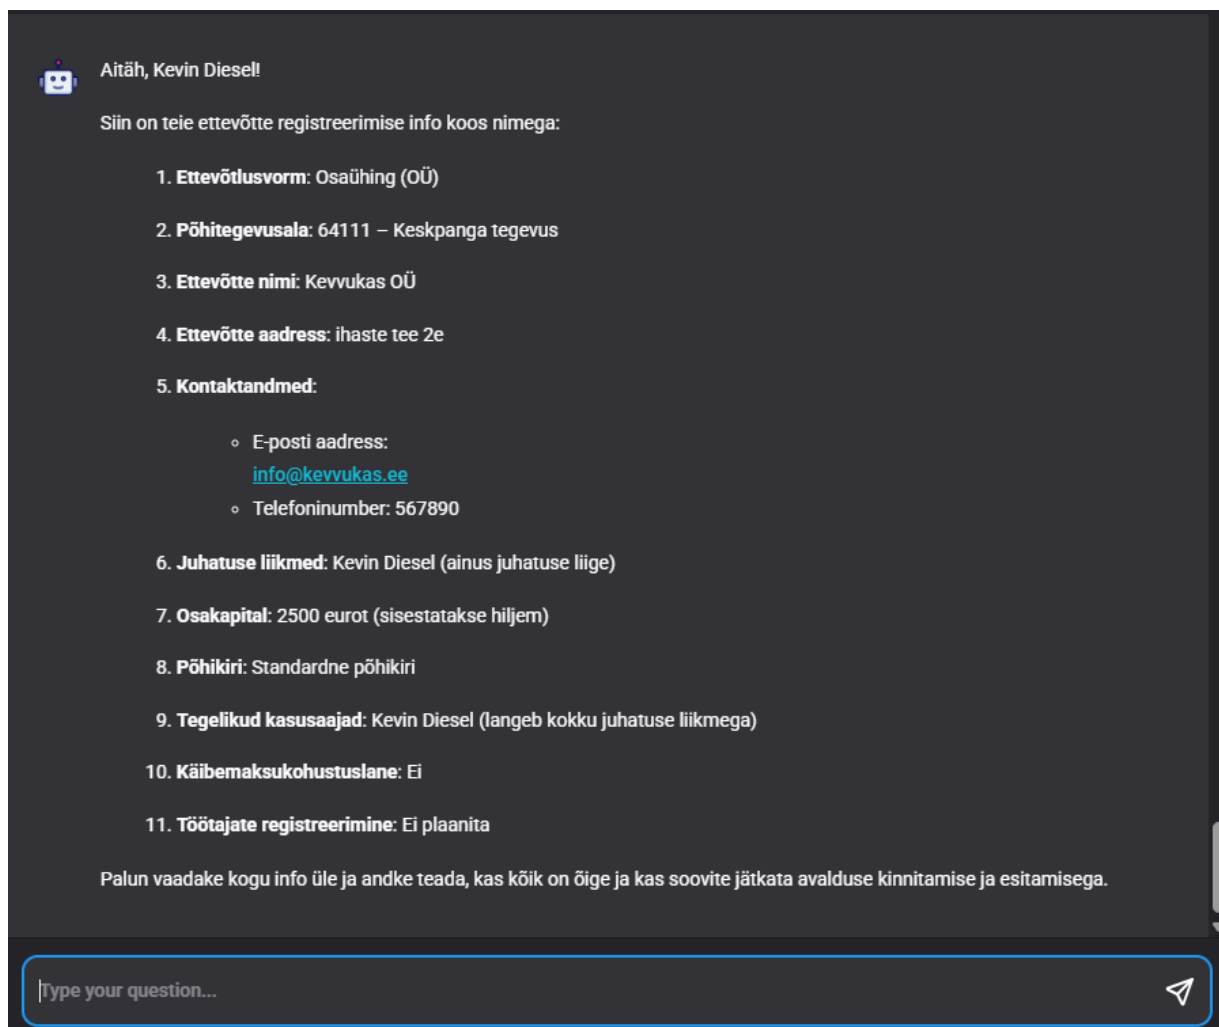 Aitäh, Kevin Diesel!
Siin on teie ettevõtte registreerimise info koos nimega:
1. Ettevõtlusvorm: Osaühing (OÜ)
2. Põhitegevusala: 64111 – Keskpanga tegevus
3. Ettevõtte nimi: Kevvukas OÜ
4. Ettevõtte aadress: ihaste tee 2e
5. Kontaktandmed:
◦ E-posti aadress:
info@kevvukas.ee
◦ Telefoninumber: 567890
6. Juhatuse liikmed: Kevin Diesel (ainus juhatuse liige)
7. Osakapital: 2500 eurot (sisestatakse hiljem)
8. Põhikiri: Standardne põhikiri
9. Tegelikud kasusaajad: Kevin Diesel (langeb kokku juhatuse liikmega)
10. Käibemaksukohustuslane: Ei
11. Töötajate registreerimine: Ei plaanita
Palun vaadake kogu info üle ja andke teada, kas kõik on õige ja kas soovite jätkata avalduse kinnitamise ja esitamisega.
Type your question...